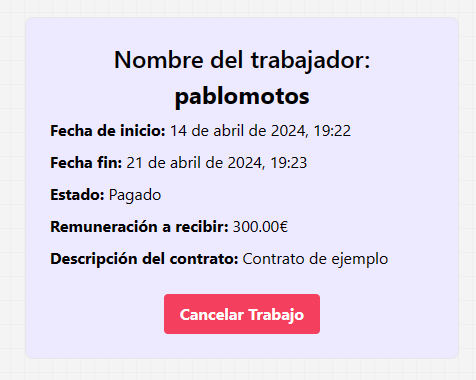 Nombre del trabajador:
pablomotos
Fecha de inicio: 14 de abril de 2024, 19:22
Fecha fin: 21 de abril de 2024, 19:23
Estado: Pagado
Remuneración a recibir: 300.00€
Descripción del contrato: Contrato de ejemplo
Cancelar Trabajo